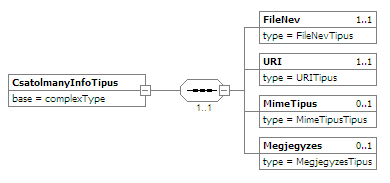 FileNev 1..1
type = FileNevTipus
URI 1..1
type = URITipus
CsatolmanyInfoTipus
base = complexType
1..1
MimeTipus 0..1
type = MimeTipusTipus
Megjegyzes 0..1
type = MegjegyzesTipus